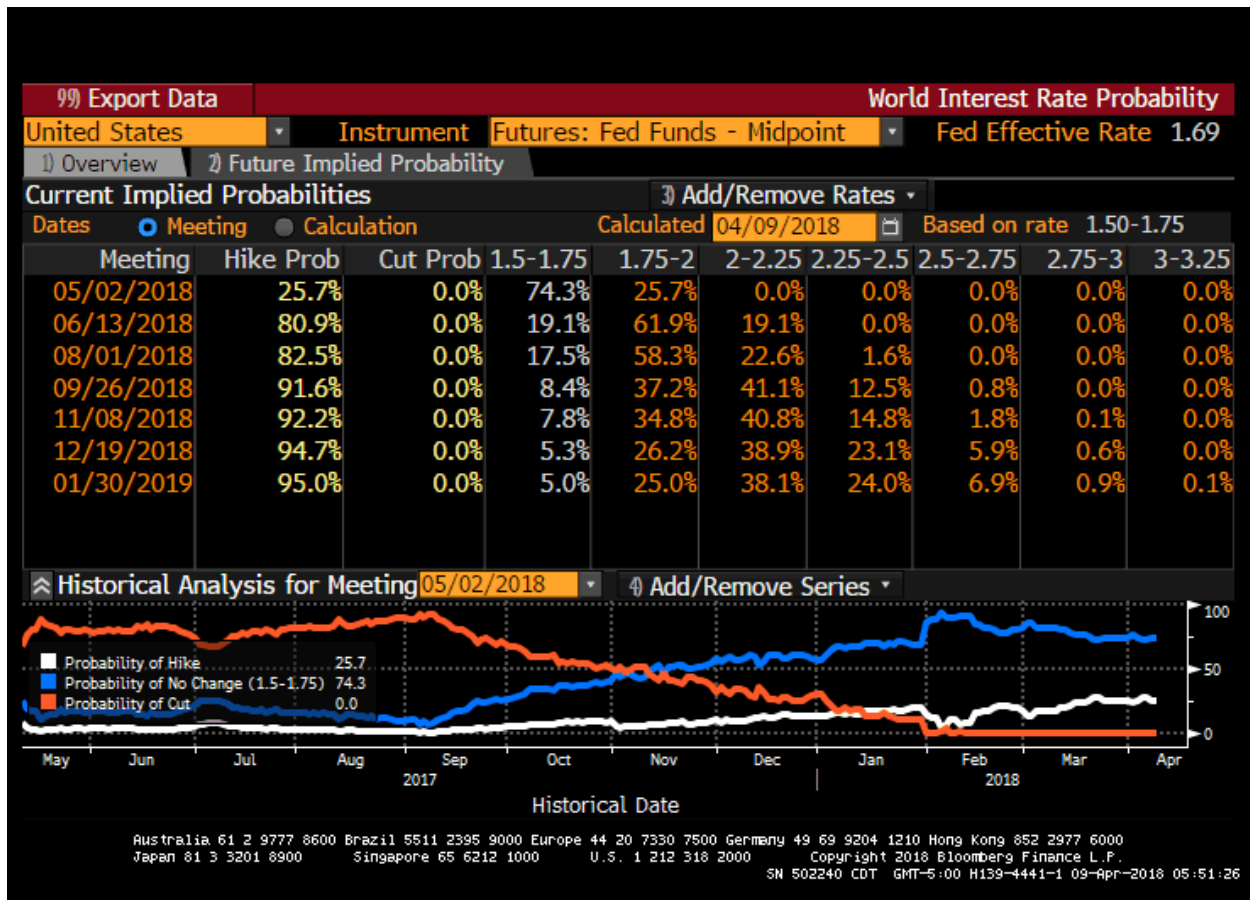 99) Export Data World Interest Rate Probability
United States Instrument Futures: Fed Funds - Midpoint Fed Effective Rate 1.69
1) Overview 2) Future Implied Probability
Current Implied Probabilities 3) Add/Remove Rates
Dates Meeting Calculation Calculated 04/09/2018 Based on rate 1.50-1.75
Meeting Hike Prob Cut Prob 1.5-1.75 1.75-2 2-2.25 2.25-2.5 2.5-2.75 2.75-3 3-3.25
05/02/2018 25.7% 0.0% 74.3% 25.7% 0.0% 0.0% 0.0% 0.0% 0.0%
06/13/2018 80.9% 0.0% 19.1% 61.9% 19.1% 0.0% 0.0% 0.0% 0.0%
08/01/2018 82.5% 0.0% 17.5% 58.3% 22.6% 1.6% 0.0% 0.0% 0.0%
09/26/2018 91.6% 0.0% 8.4% 37.2% 41.1% 12.5% 0.8% 0.0% 0.0%
11/08/2018 92.2% 0.0% 7.8% 34.8% 40.8% 14.8% 1.8% 0.1% 0.0%
12/19/2018 94.7% 0.0% 5.3% 26.2% 38.9% 23.1% 5.9% 0.6% 0.0%
01/30/2019 95.0% 0.0% 5.0% 25.0% 38.1% 24.0% 6.9% 0.9% 0.1%
Historical Analysis for Meeting 05/02/2018 4) Add/Remove Series
100
Probability of Hike 25.7
50
Probability of No Change (1.5-1.75) 74.3
Probability of Cut 0.0
0
May Jun Jul Aug Sep Oct Nov Dec Jan Feb Mar Apr
2017 2018
Historical Date
Australia 61 2 9777 8600 Brazil 5511 2395 9000 Europe 44 20 7330 7500 Germany 49 69 9204 1210 Hong Kong 852 2977 6000
Japan 81 3 3201 8900 Singapore 65 6212 1000 U.S. 1 212 318 2000 Copyright 2018 Bloomberg Finance L.P.
SN 502240 CDT GMT-5:00 H139-4441-1 09-Apr-2018 05:51:26